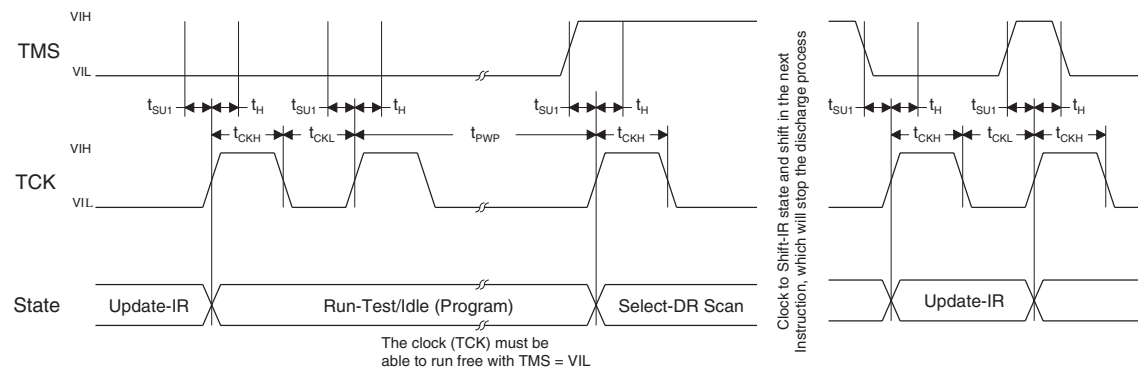 VIH
TMS
VIL
tSU1 tH tSU1 tH tSU1 tH tSU1 tH tSU1 tH
tCKH tCKL tPWP tCKH tCKH tCKL tCKH
VIH
TCK
VIL
State
Update-IR
Run-Test/Idle (Program)
Select-DR Scan
Update-IR
The clock (TCK) must be
able to run free with TMS = VIL
Clock to Shift-IR state and shift in the next
Instruction, which will stop the discharge process